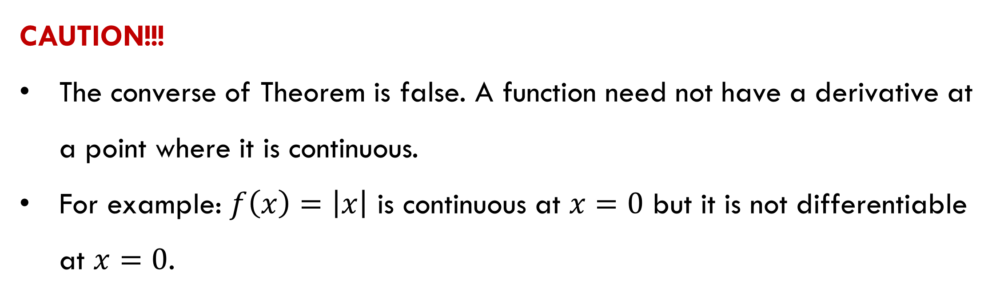 CAUTION!!!
• The converse of Theorem is false. A function need not have a derivative at
a point where it is continuous.
• For example: 𝑓(𝑥) = |𝑥| is continuous at 𝑥 = 0 but it is not differentiable
at 𝑥 = 0.